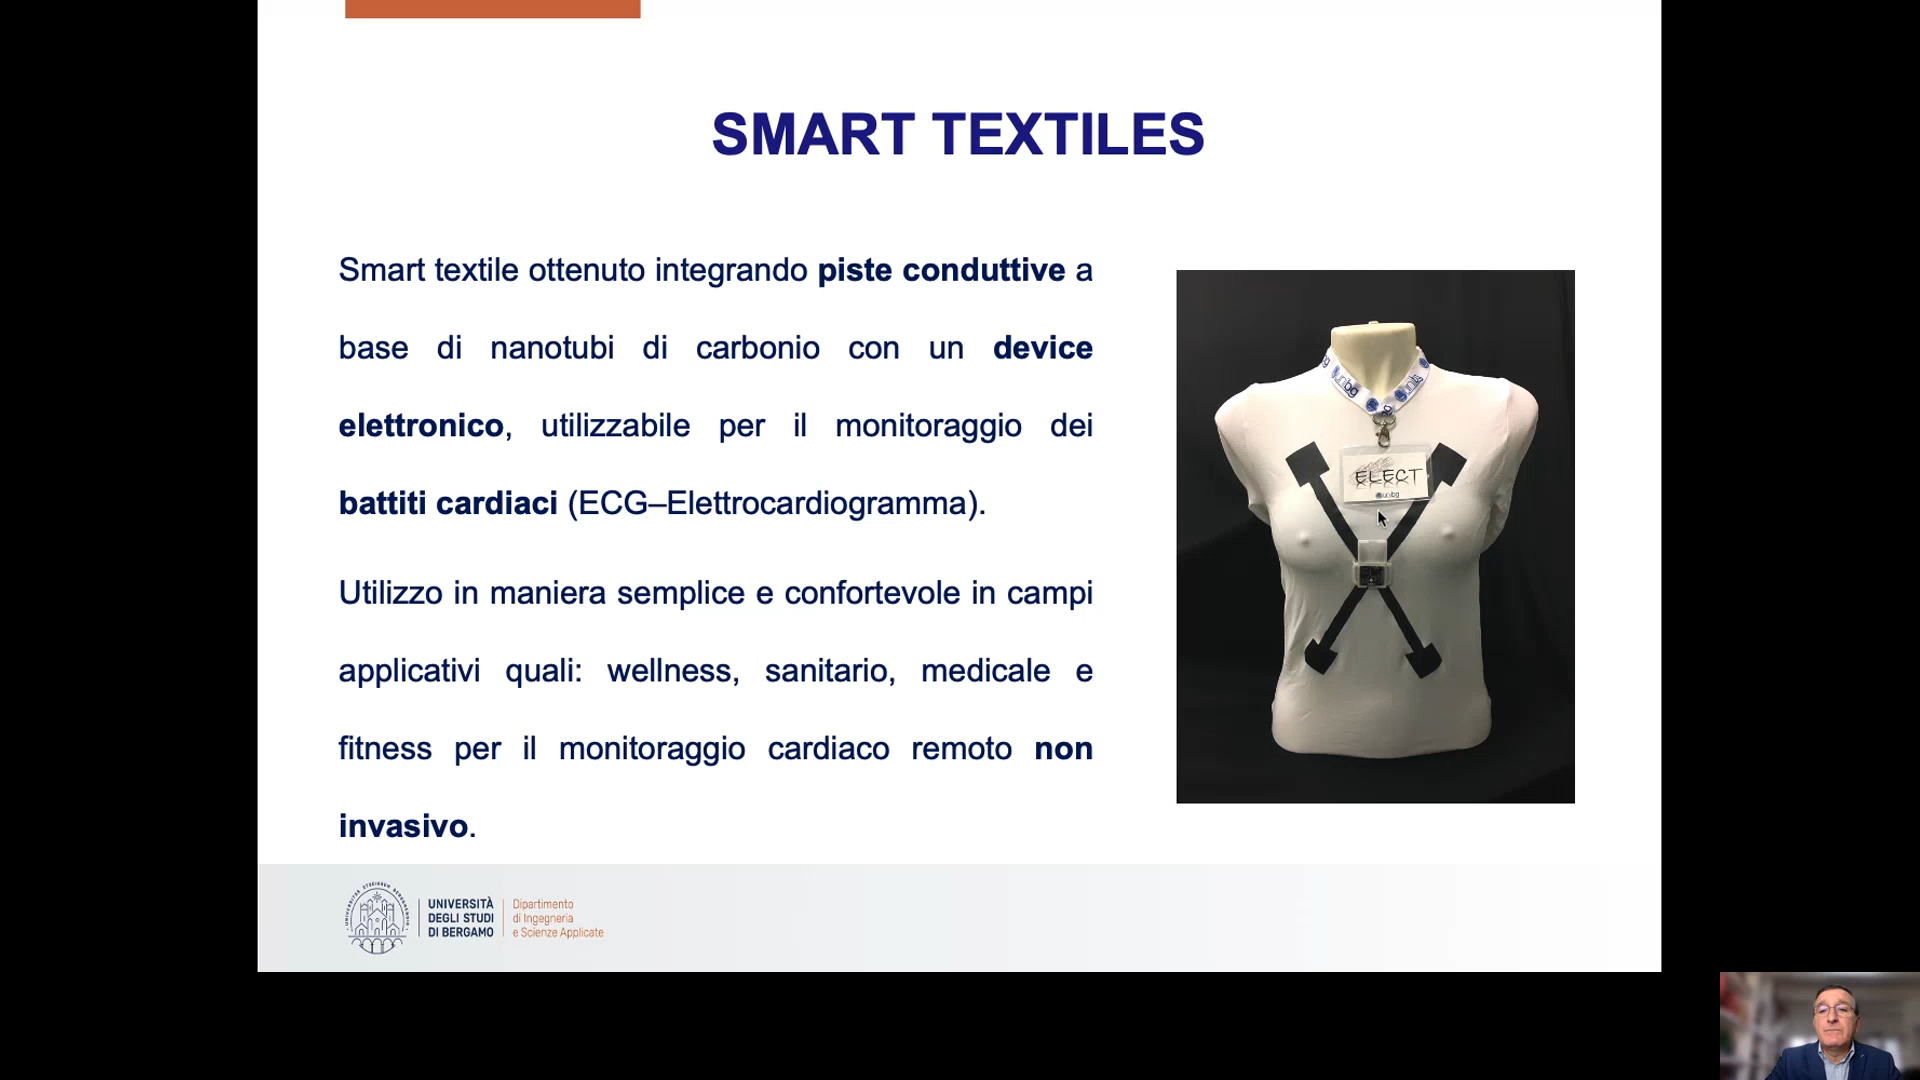 SMART TEXTILES
Smart textile ottenuto integrando piste conduttive a
base di nanotubi di carbonio con un device
elettronico, utilizzabile per il monitoraggio dei
battiti cardiaci (ECG–Elettrocardiogramma).
Utilizzo in maniera semplice e confortevole in campi
applicativi quali: wellness, sanitario, medicale e
fitness per il monitoraggio cardiaco remoto non
invasivo.
unibg
unibg
ELECT
unibg
UNIVERSITÀ
DEGLI STUDI
DI BERGAMO
Dipartimento
di Ingegneria
e Scienze Applicate